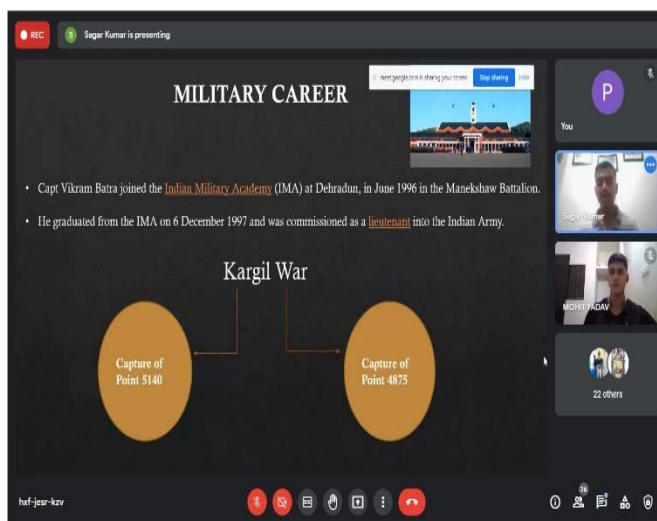 REC
S
Sagar Kumar is presenting
meet.google.com is sharing your screen.
Stop sharing
Hide
MILITARY CAREER
• Capt Vikram Batra joined the Indian Military Academy (IMA) at Dehradun, in June 1996 in the Manekshaw Battalion.
• He graduated from the IMA on 6 December 1997 and was commissioned as a lieutenant into the Indian Army.
Kargil War
Capture of
Point 5140
Capture of
Point 4875
P
You
Sagar Kumar
MOHIT YADAV
22 others
hxf-jesr-kzv
26